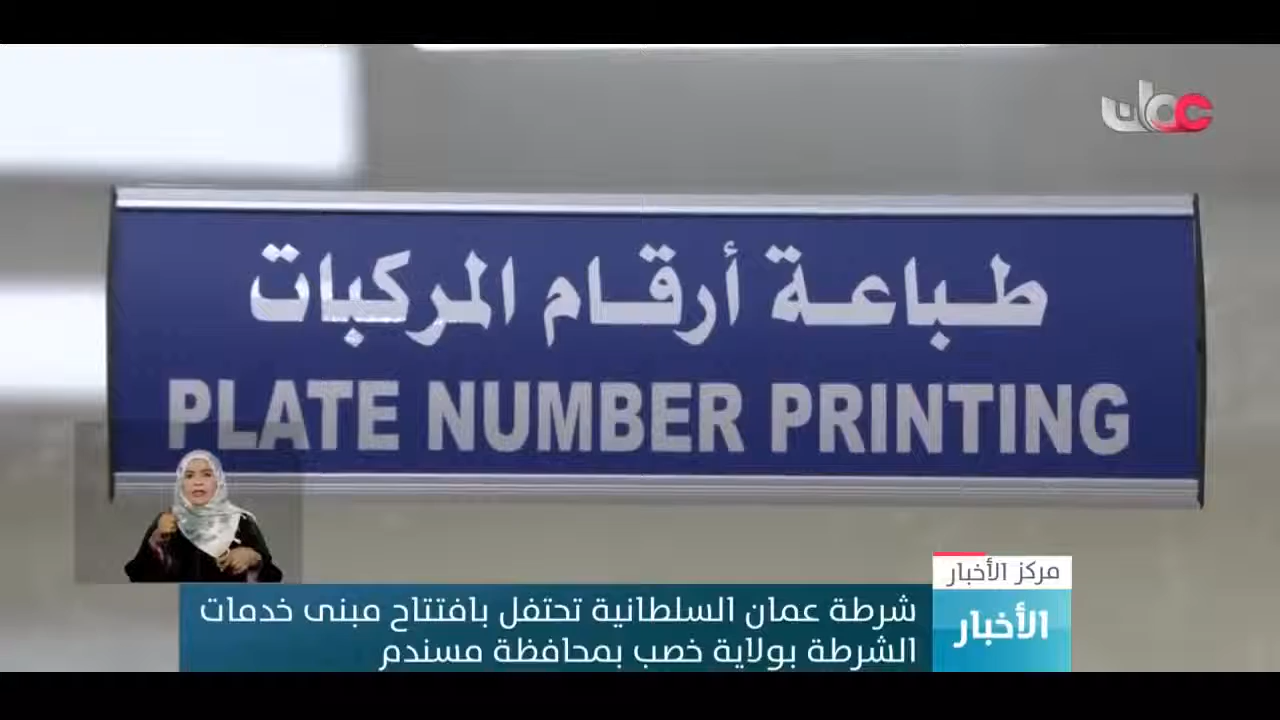 عمان
طباعة أرقام المركبات
PLATE NUMBER PRINTING
مركز الأخبار
الأخبار
شرطة عمان السلطانية تحتفل بافتتاح مبنى خدمات
الشرطة بولاية خصب بمحافظة مسندم